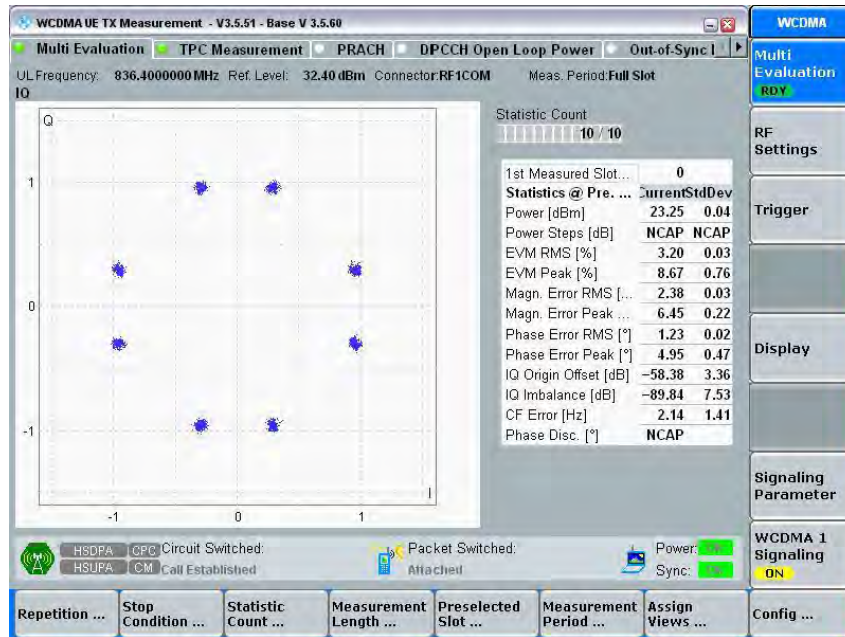 WCDMA UE TX Measurement - V3.5.51 - Base V 3.5.60
WCDMA
Multi Evaluation
TPC Measurement
PRACH
DPCCH Open Loop Power
Out-of-Sync
UL Frequency: 836.4000000 MHz Ref. Level: 32.40 dBm Connector:RF1COM Meas. Period:Full Slot
IQ
Q
1
0
-1
-1 0 1
I
Statistic Count
10 / 10
1st Measured Slot... 0
Statistics @ Pre. ... CurrentStdDev
Power [dBm] 23.25 0.04
Power Steps [dB] NCAP NCAP
EVM RMS [%] 3.20 0.03
EVM Peak [%] 8.67 0.76
Magn. Error RMS [... 2.38 0.03
Magn. Error Peak ... 6.45 0.22
Phase Error RMS [°] 1.23 0.02
Phase Error Peak [°] 4.95 0.47
IQ Origin Offset [dB] -58.38 3.36
IQ Imbalance [dB] -89.84 7.53
CF Error [Hz] 2.14 1.41
Phase Disc. [°] NCAP
Multi
Evaluation
RDY
RF
Settings
Trigger
Display
Signaling
Parameter
WCDMA 1
Signaling
ON
HSDPA CPC Circuit Switched:
HSUPA CM Call Established
Packet Switched:
Attached
Power:
Sync:
Repetition ...
Stop
Condition ...
Statistic
Count ...
Measurement
Length ...
Preselected
Slot ...
Measurement
Period ...
Assign
Views ...
Config ...